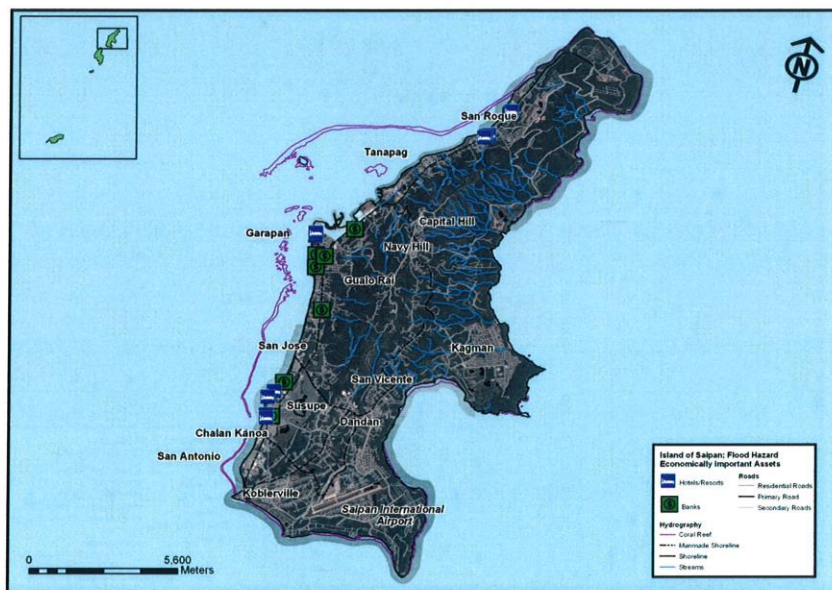 N
San Roque
Tanapag
Capital Hill
Garapan
Navy Hill
Gualo Rai
San Jose
Kagman
San Vicente
Susupe
Dandan
Chalan Kanoa
San Antonio
Koblerville
Saipan International
Airport
0 5,600
Meters
Island of Saipan; Flood Hazard
Economically Important Assets
Hotels/Resorts
Banks
Roads
Residential Roads
Primary Road
Secondary Roads
Hydrography
Coral Reef
Manmade Shoreline
Shoreline
Streams